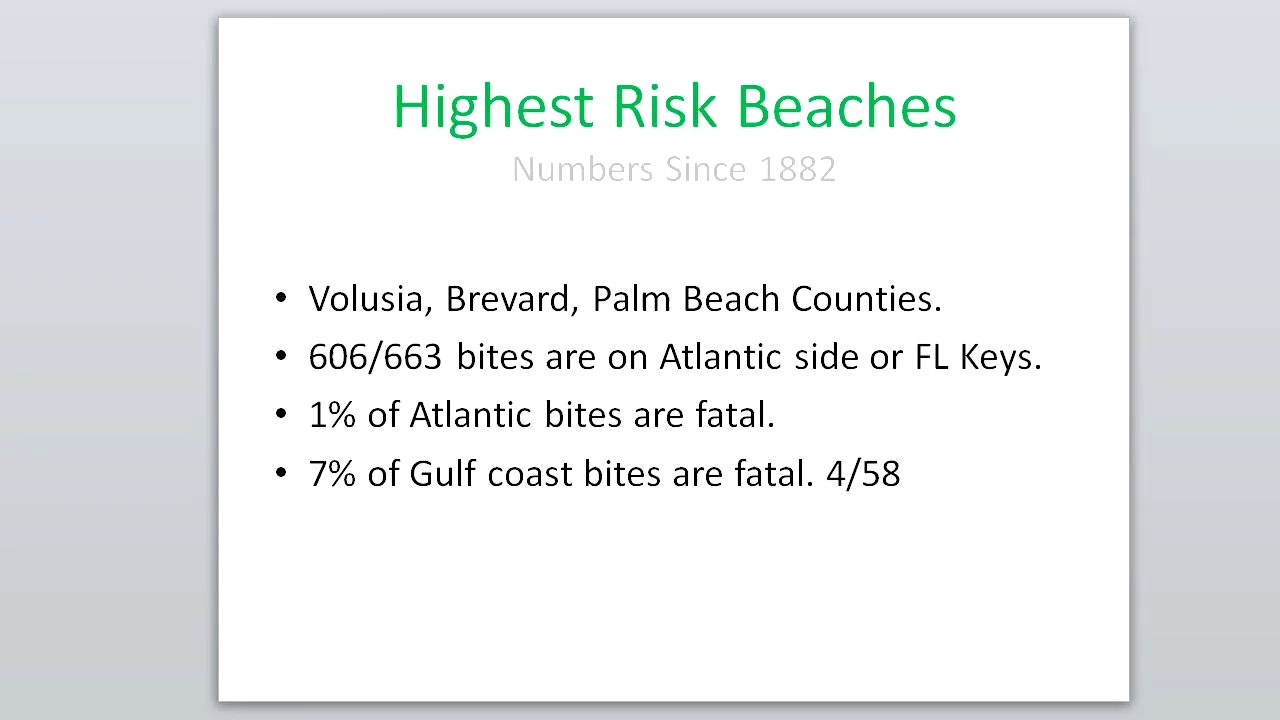 Highest Risk Beaches
Numbers Since 1882
• Volusia, Brevard, Palm Beach Counties.
• 606/663 bites are on Atlantic side or FL Keys.
• 1% of Atlantic bites are fatal.
• 7% of Gulf coast bites are fatal. 4/58